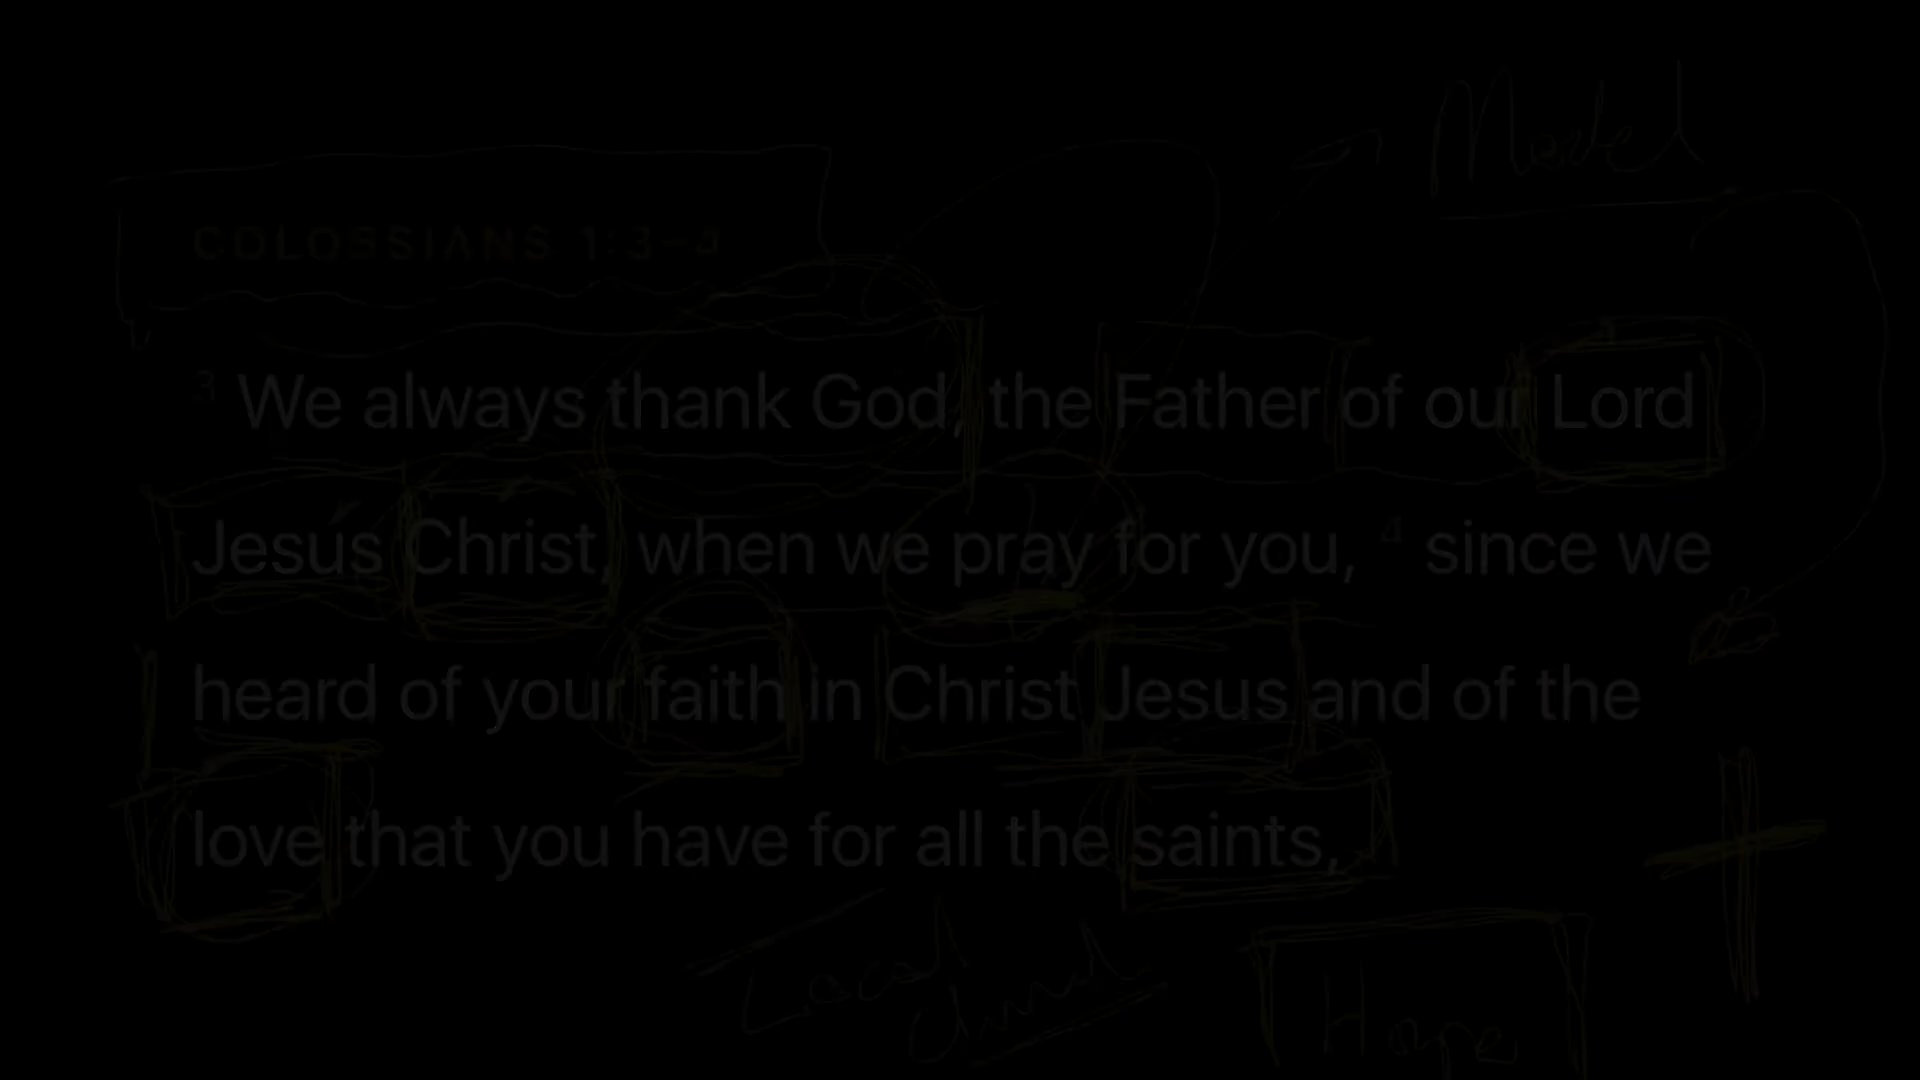 Model
COLOSSIANS 1:3–4
3 We always thank God, the Father of our Lord
Jesus Christ, when we pray for you, 4 since we
heard of your faith in Christ Jesus and of the
love that you have for all the saints,
Local
Church
Hope